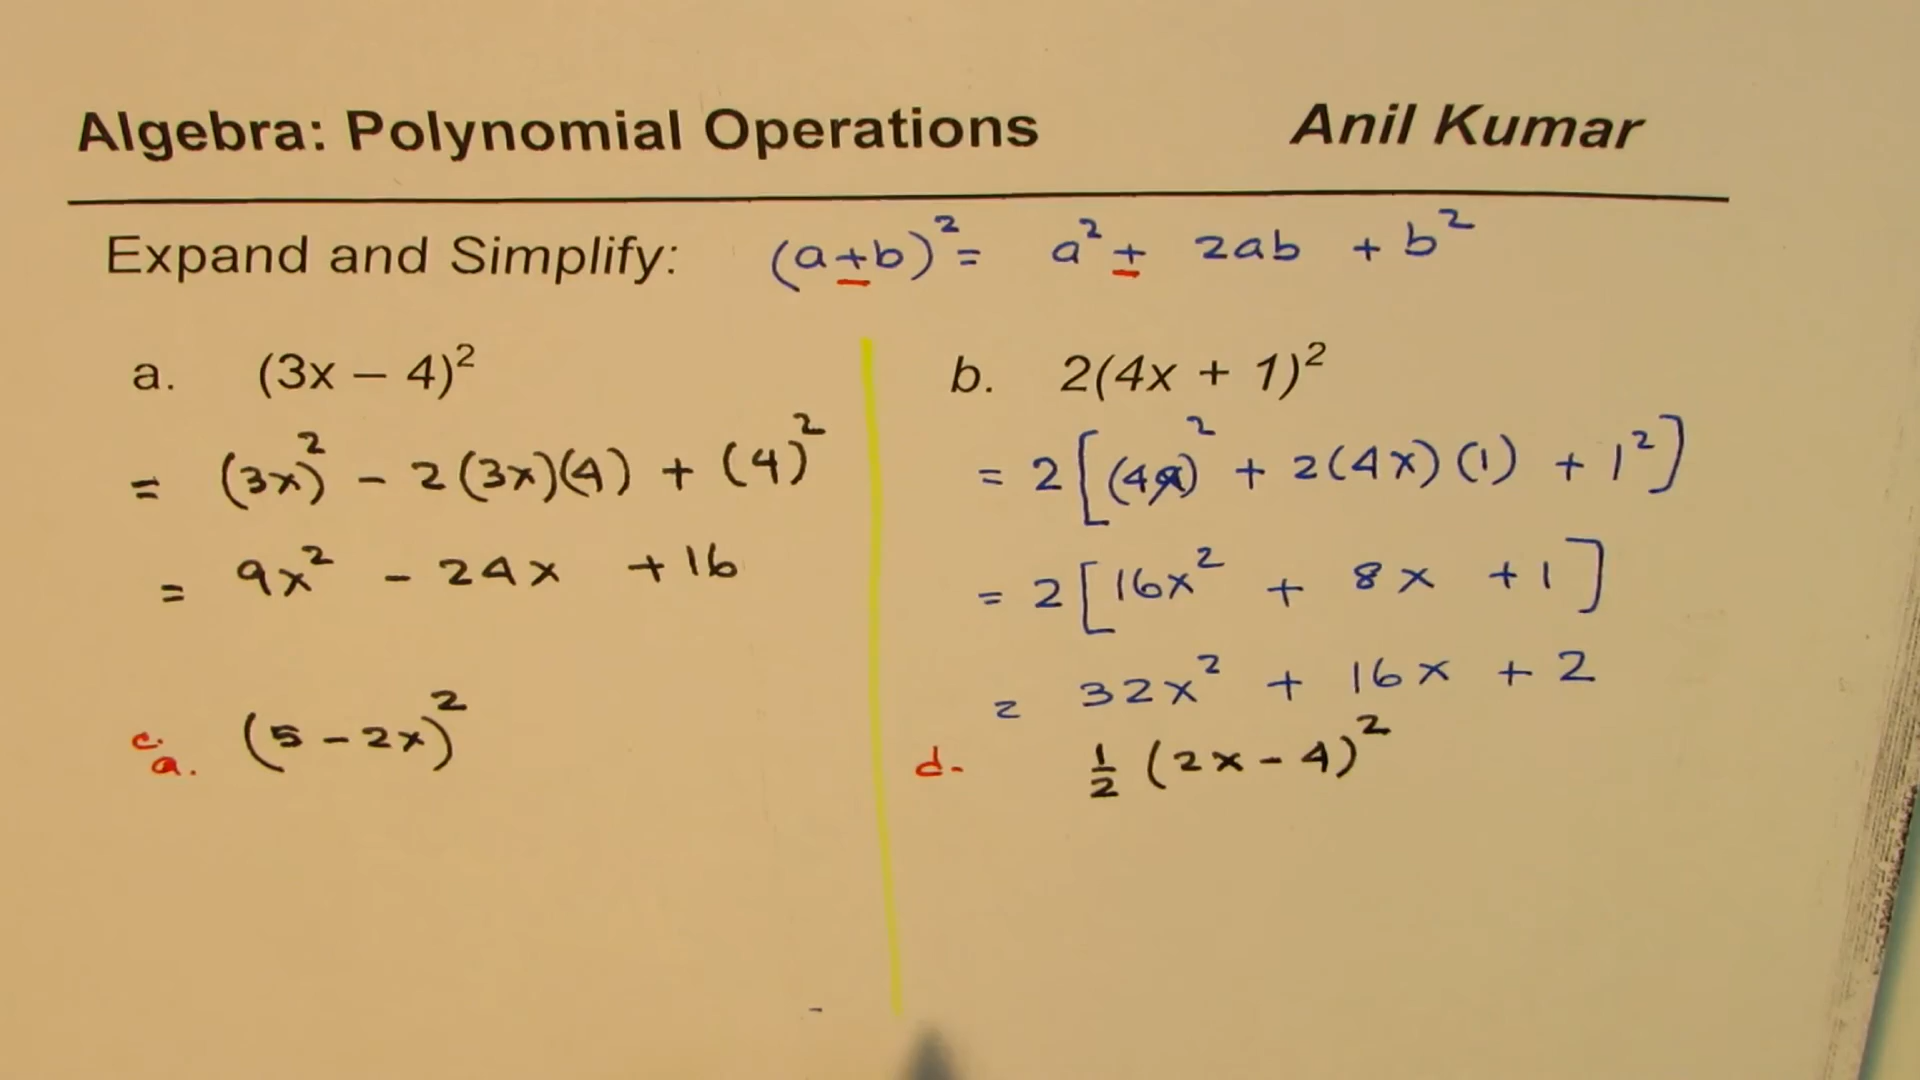 Algebra: Polynomial Operations Anil Kumar
Expand and Simplify: (a±b)² = a² ± 2ab + b²
a. (3x – 4)²
= (3x)² - 2(3x)(4) + (4)²
= 9x² - 24x + 16
c. a. (5 - 2x)²
b. 2(4x + 1)²
= 2[(4x)² + 2(4x)(1) + 1²]
= 2[16x² + 8x + 1]
= 32x² + 16x + 2
d. ½ (2x - 4)²